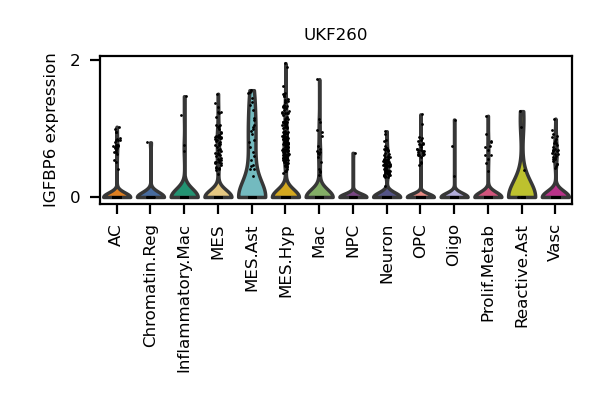 UKF260
IGFBP6 expression
2
0
AC
Chromatin.Reg
Inflammatory.Mac
MES
MES.Ast
MES.Hyp
Mac
NPC
Neuron
OPC
Oligo
Prolif.Metab
Reactive.Ast
Vasc